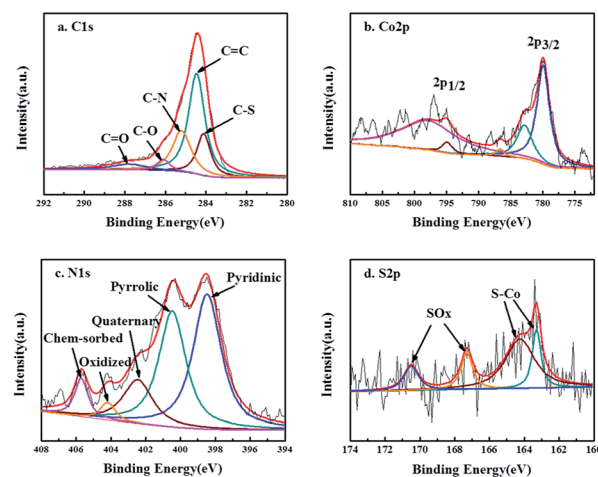 a. C1s
C=C
C-N
C-S
C=O
C-O
Intensity(a.u.)
292 290 288 286 284 282 280
Binding Energy(eV)
b. Co2p
2p3/2
2p1/2
Intensity(a.u.)
810 805 800 795 790 785 780 775
Binding Energy(eV)
c. N1s
Pyrrolic
Pyridinic
Quaternary
Chem-sorbed
Oxidized
Intensity(a.u.)
408 406 404 402 400 398 396 394
Binding Energy(eV)
d. S2p
S-Co
SOx
Intensity(a.u.)
174 172 170 168 166 164 162 160
Binding Energy(eV)